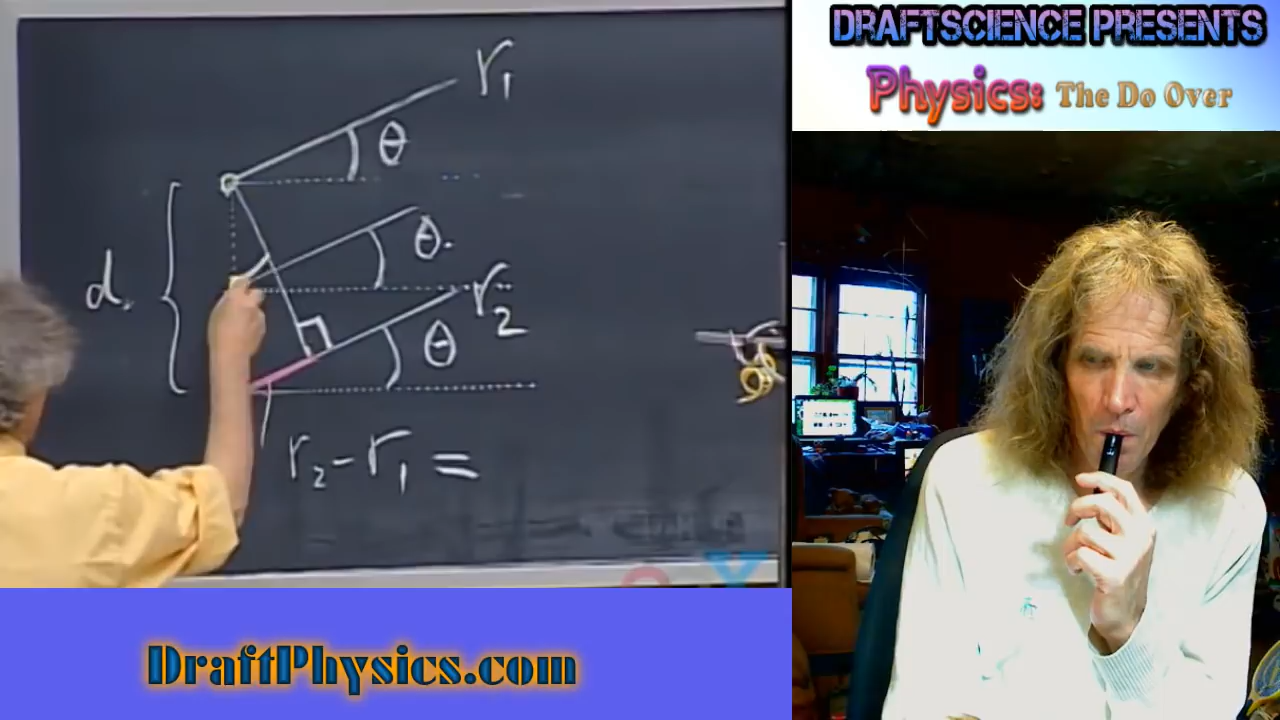 DRAFTSCIENCE PRESENTS
Physics: The Do Over
r₁
θ
θ.
d.
r₂
θ
r₂-r₁ =
DraftPhysics.com